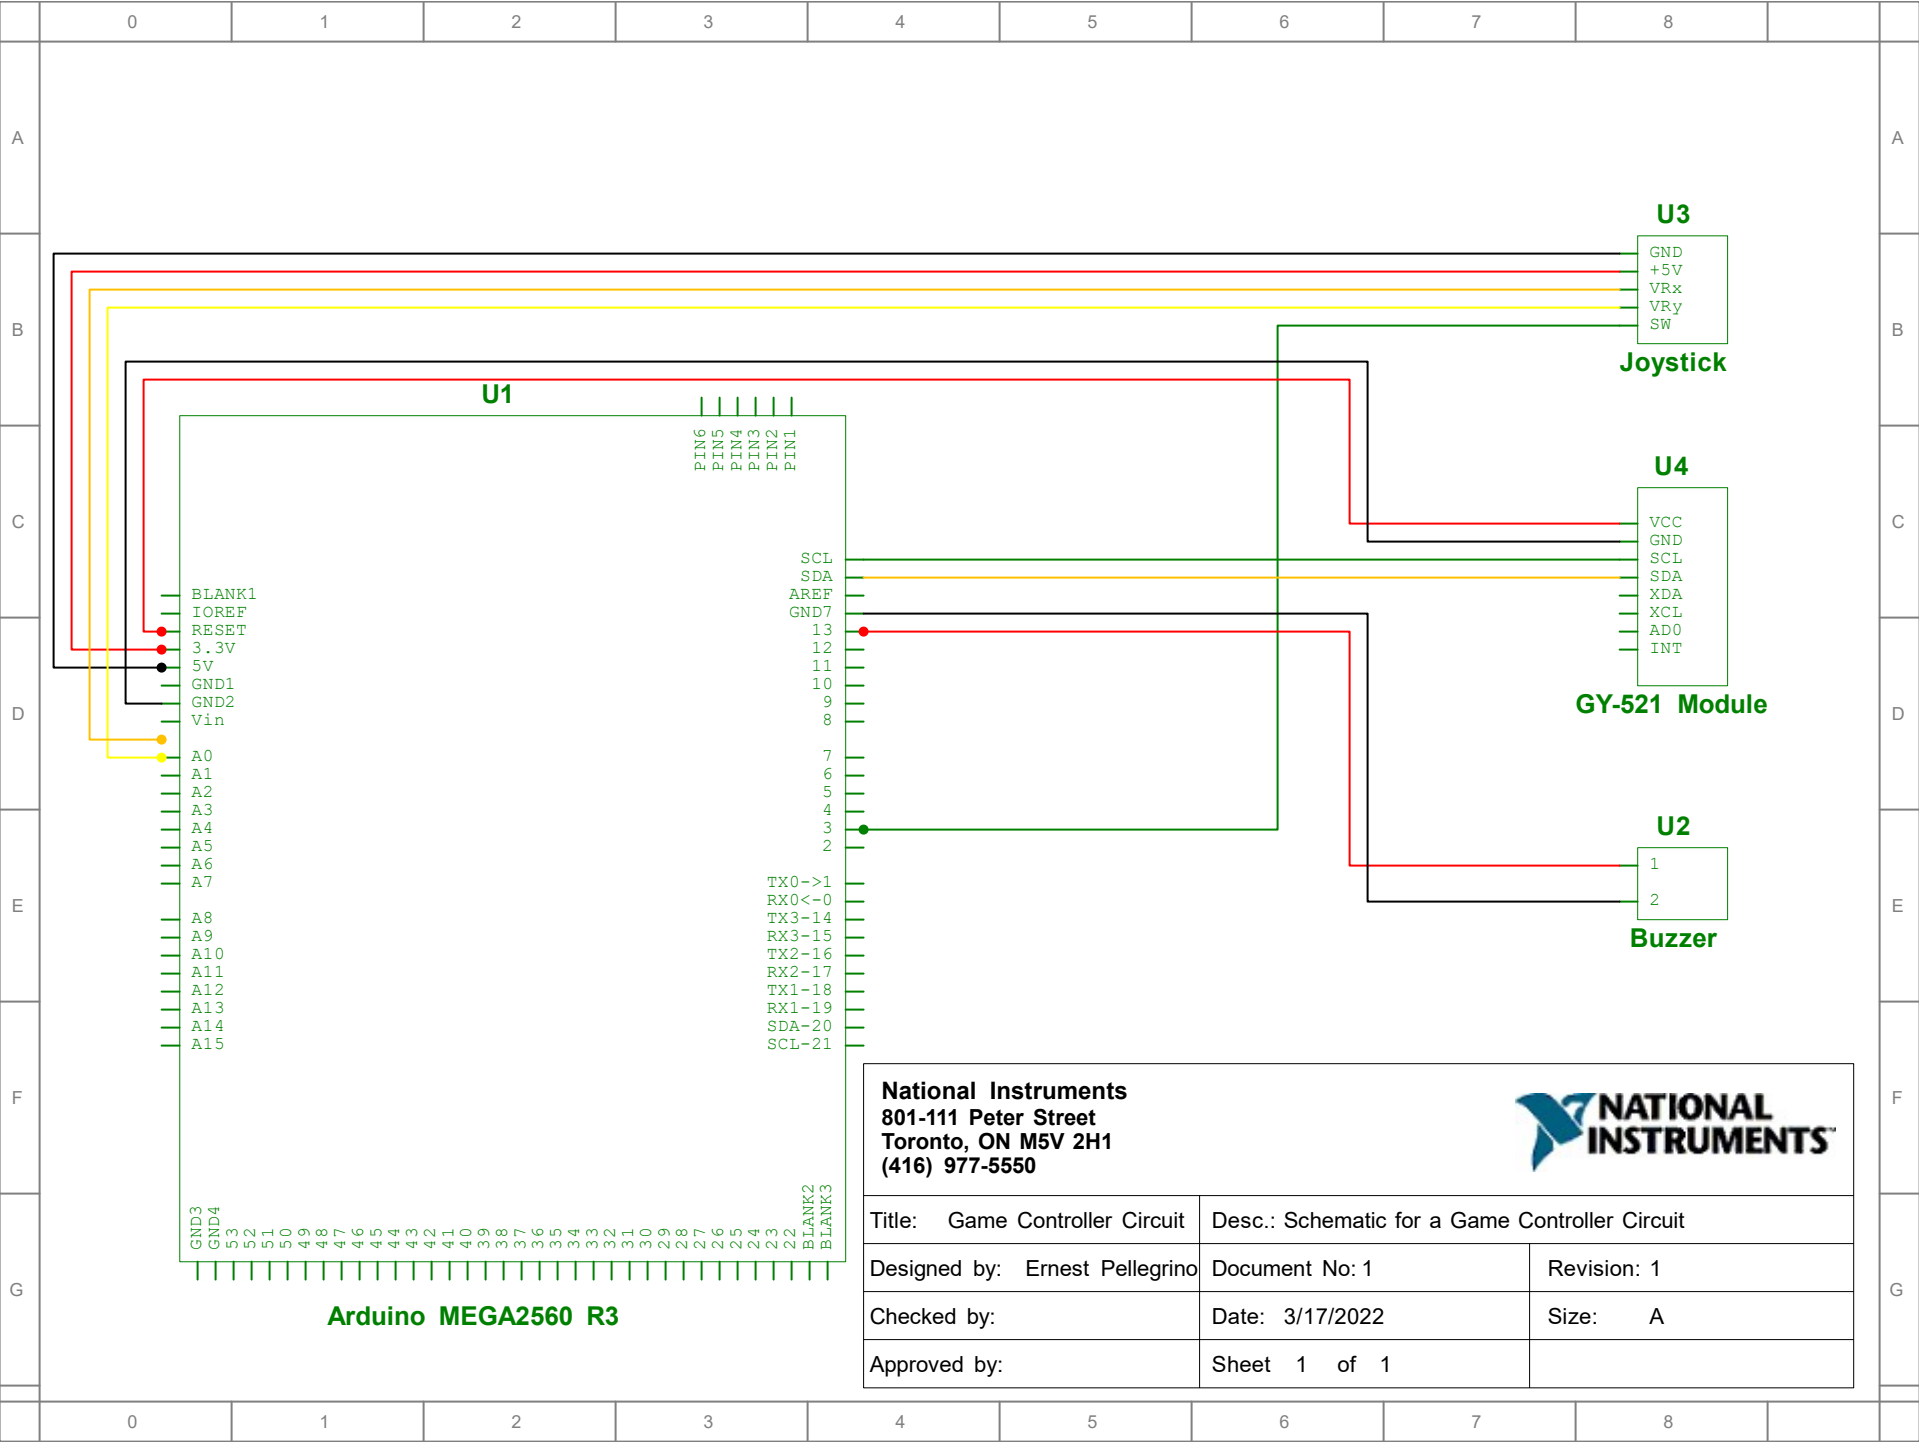 0 1 2 3 4 5 6 7 8
A A
B B
C C
D D
E E
F F
G G
U3
GND
+5V
VRx
VRy
SW
Joystick
U1
PIN6
PIN5
PIN4
PIN3
PIN2
PIN1
U4
VCC
GND
SCL
SDA
XDA
XCL
AD0
INT
GY-521 Module
BLANK1
IOREF
RESET
3.3V
5V
GND1
GND2
Vin
A0
A1
A2
A3
A4
A5
A6
A7
A8
A9
A10
A11
A12
A13
A14
A15
SCL
SDA
AREF
GND7
13
12
11
10
9
8
7
6
5
4
3
2
TX0->1
RX0<-0
TX3-14
RX3-15
TX2-16
RX2-17
TX1-18
RX1-19
SDA-20
SCL-21
U2
1
2
Buzzer
GND3
GND4
53
52
51
50
49
48
47
46
45
44
43
42
41
40
39
38
37
36
35
34
33
32
31
30
29
28
27
26
25
24
23
22
BLANK2
BLANK3
Arduino MEGA2560 R3
National Instruments
801-111 Peter Street
Toronto, ON M5V 2H1
(416) 977-5550
NATIONAL
INSTRUMENTS
Title: Game Controller Circuit
Desc.: Schematic for a Game Controller Circuit
Designed by: Ernest Pellegrino
Document No: 1
Revision: 1
Checked by:
Date: 3/17/2022
Size: A
Approved by:
Sheet 1 of 1
0 1 2 3 4 5 6 7 8